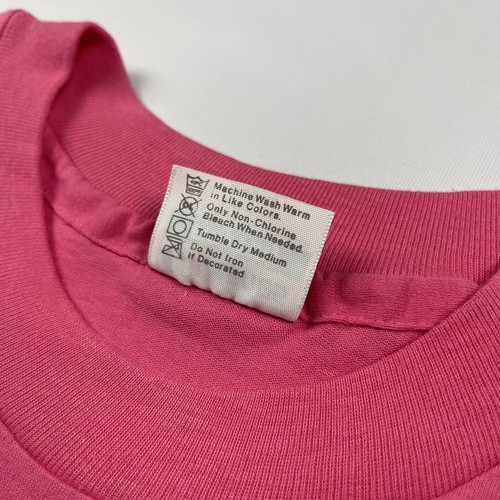 Machine Wash Warm
in Like Colors.
Only Non-Chlorine
Bleach When Needed.
Tumble Dry Medium
Do Not Iron
If Decorated